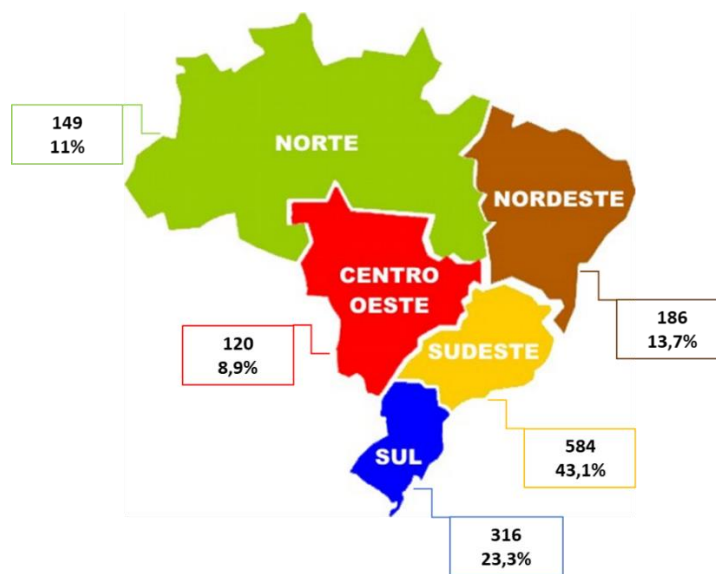 149
11%
NORTE
NORDESTE
CENTRO
OESTE
186
13,7%
120
8,9%
SUDESTE
584
43,1%
SUL
316
23,3%